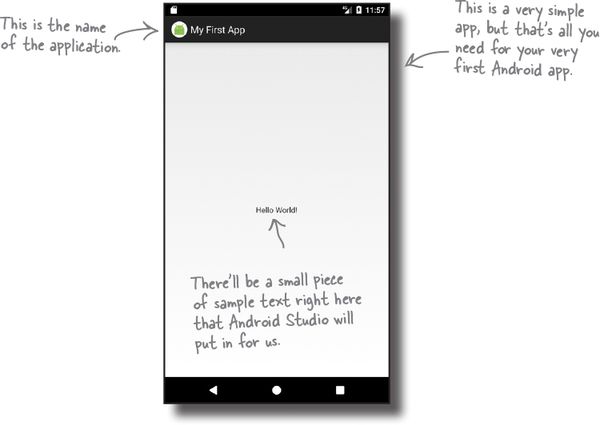 This is the name
of the application.
11:57
My First App
This is a very simple
app, but that's all you
need for your very
first Android app.
Hello World!
There'll be a small piece
of sample text right here
that Android Studio will
put in for us.